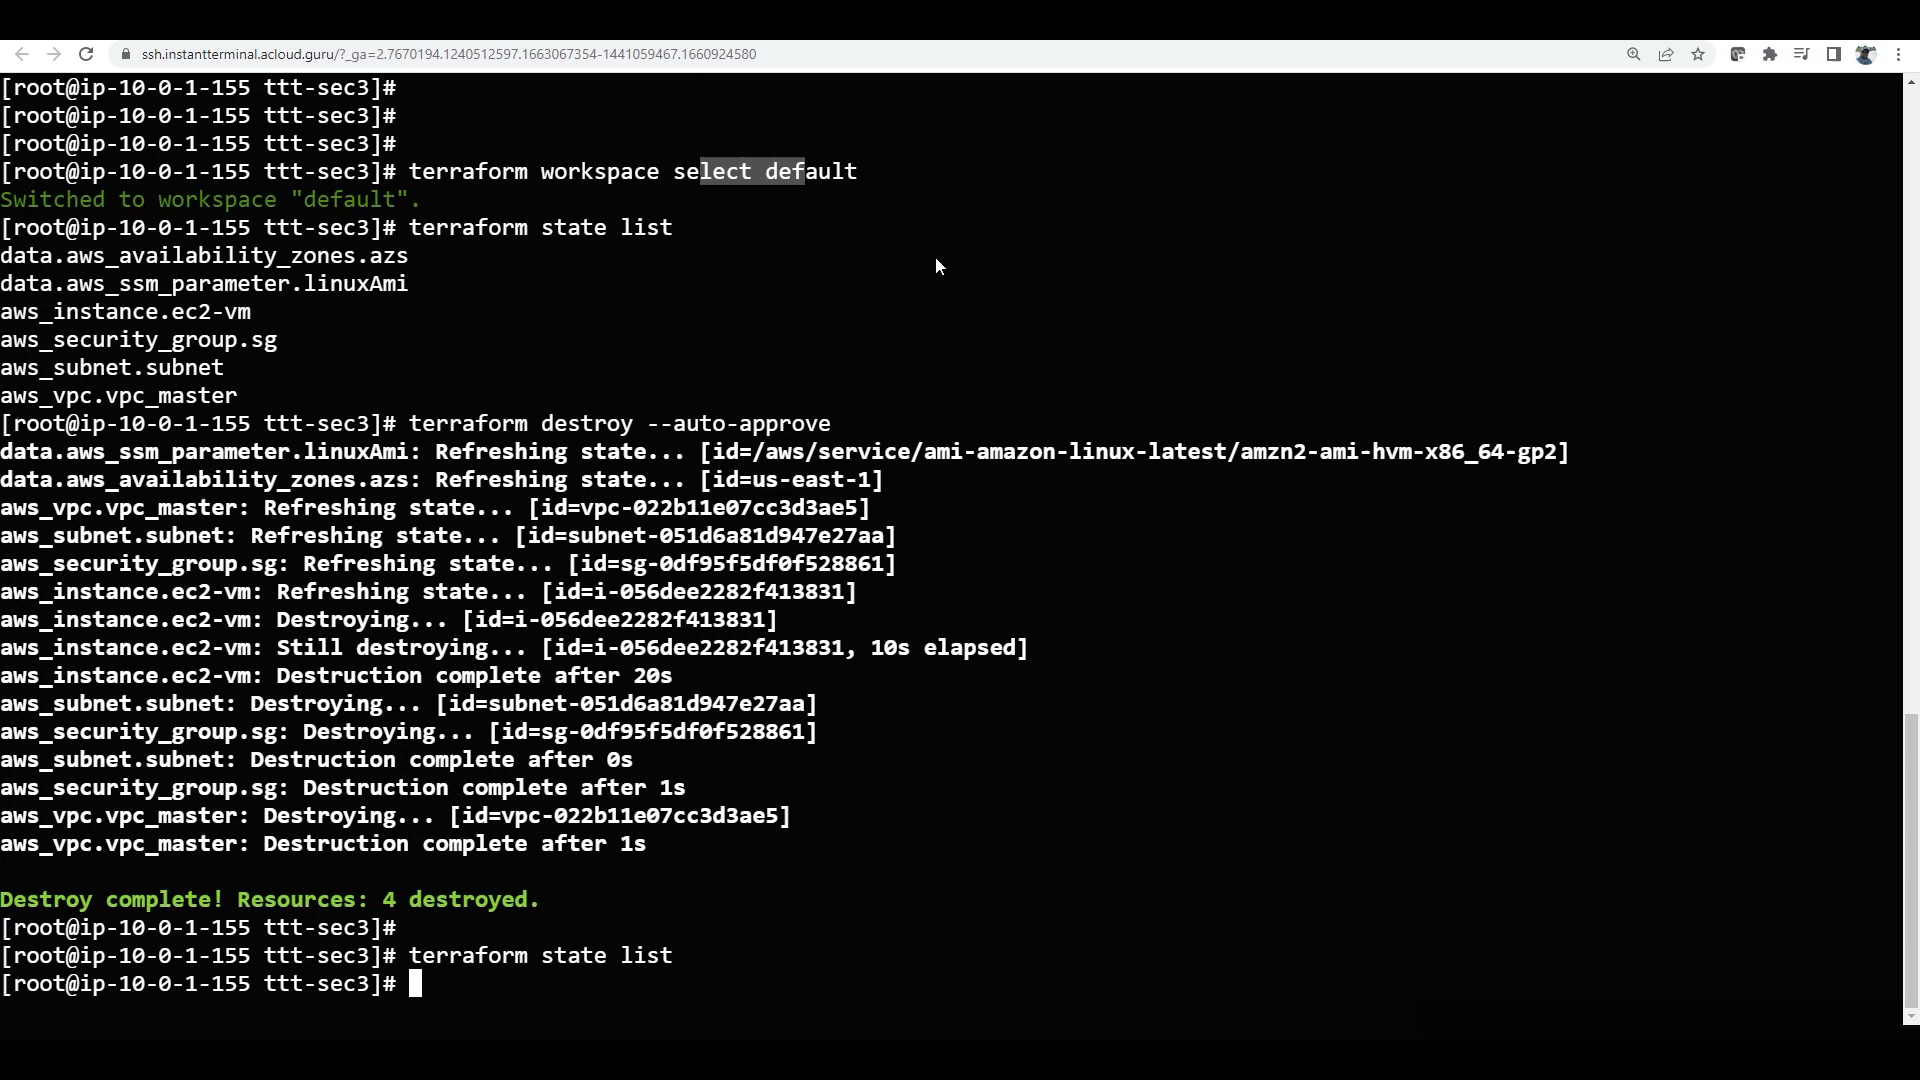 ssh.instantterminal.acloud.guru/?_ga=2.7670194.1240512597.1663067354-1441059467.1660924580
[root@ip-10-0-1-155 ttt-sec3]#
[root@ip-10-0-1-155 ttt-sec3]#
[root@ip-10-0-1-155 ttt-sec3]#
[root@ip-10-0-1-155 ttt-sec3]# terraform workspace select default
Switched to workspace "default".
[root@ip-10-0-1-155 ttt-sec3]# terraform state list
data.aws_availability_zones.azs
data.aws_ssm_parameter.linuxAmi
aws_instance.ec2-vm
aws_security_group.sg
aws_subnet.subnet
aws_vpc.vpc_master
[root@ip-10-0-1-155 ttt-sec3]# terraform destroy --auto-approve
data.aws_ssm_parameter.linuxAmi: Refreshing state... [id=/aws/service/ami-amazon-linux-latest/amzn2-ami-hvm-x86_64-gp2]
data.aws_availability_zones.azs: Refreshing state... [id=us-east-1]
aws_vpc.vpc_master: Refreshing state... [id=vpc-022b11e07cc3d3ae5]
aws_subnet.subnet: Refreshing state... [id=subnet-051d6a81d947e27aa]
aws_security_group.sg: Refreshing state... [id=sg-0df95f5df0f528861]
aws_instance.ec2-vm: Refreshing state... [id=i-056dee2282f413831]
aws_instance.ec2-vm: Destroying... [id=i-056dee2282f413831]
aws_instance.ec2-vm: Still destroying... [id=i-056dee2282f413831, 10s elapsed]
aws_instance.ec2-vm: Destruction complete after 20s
aws_subnet.subnet: Destroying... [id=subnet-051d6a81d947e27aa]
aws_security_group.sg: Destroying... [id=sg-0df95f5df0f528861]
aws_subnet.subnet: Destruction complete after 0s
aws_security_group.sg: Destruction complete after 1s
aws_vpc.vpc_master: Destroying... [id=vpc-022b11e07cc3d3ae5]
aws_vpc.vpc_master: Destruction complete after 1s
Destroy complete! Resources: 4 destroyed.
[root@ip-10-0-1-155 ttt-sec3]#
[root@ip-10-0-1-155 ttt-sec3]# terraform state list
[root@ip-10-0-1-155 ttt-sec3]#